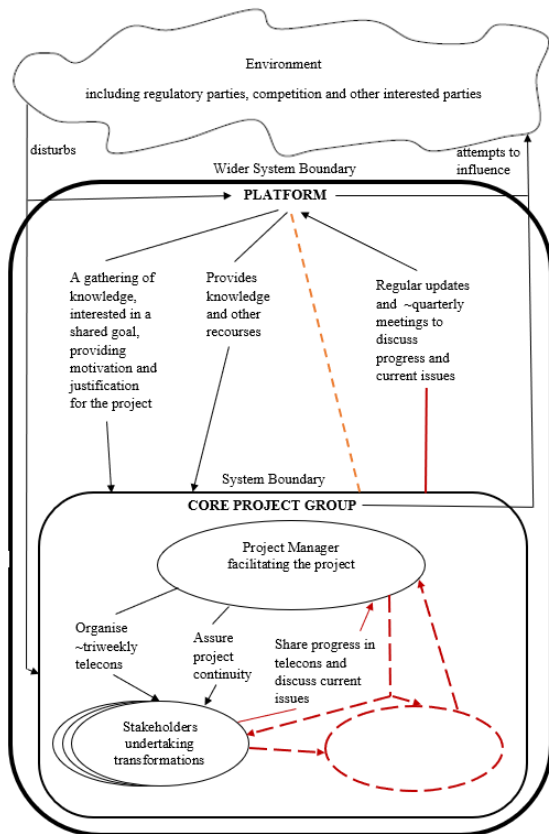 Environment
including regulatory parties, competition and other interested parties
disturbs
attempts to
influence
Wider System Boundary
PLATFORM
A gathering of
knowledge,
interested in a
shared goal,
providing
motivation and
justification
for the project
Provides
knowledge
and other
recourses
Regular updates
and ~quarterly
meetings to
discuss
progress and
current issues
System Boundary
CORE PROJECT GROUP
Project Manager
facilitating the project
Organise
~triweekly
telecons
Assure
project
continuity
Share progress in
telecons and
discuss current
issues
Stakeholders
undertaking
transformations